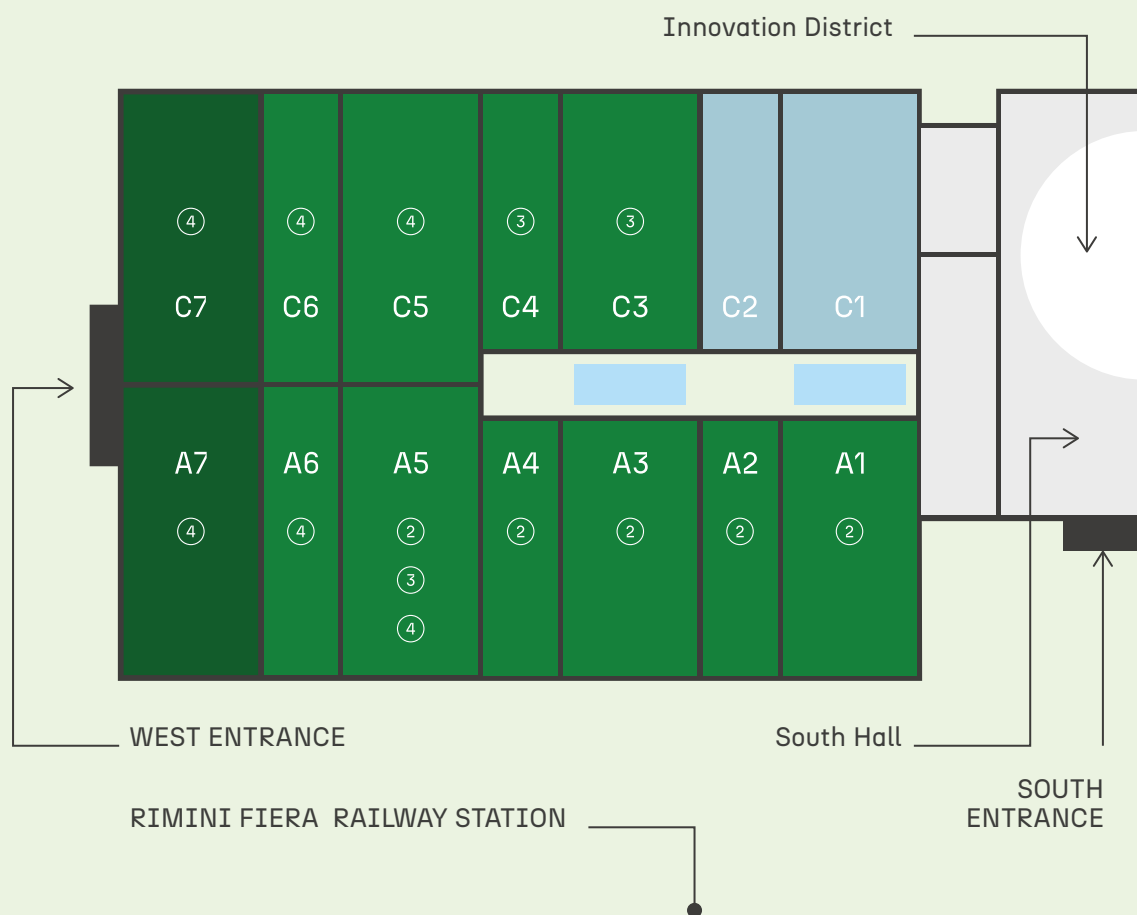 Innovation District
④ ④ ④ ③ ③
C7 C6 C5 C4 C3 C2 C1
A7 A6 A5 A4 A3 A2 A1
④ ④ ② ② ② ② ②
③
④
WEST ENTRANCE
South Hall
SOUTH
ENTRANCE
RIMINI FIERA RAILWAY STATION